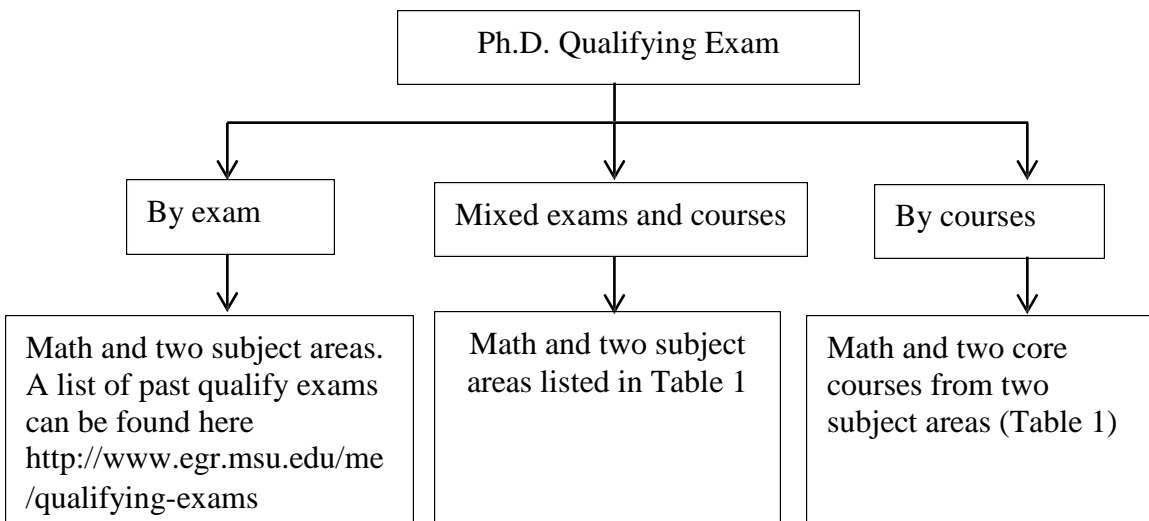 Ph.D. Qualifying Exam
By exam
Mixed exams and courses
By courses
Math and two subject areas.
A list of past qualify exams
can be found here
http://www.egr.msu.edu/me
/qualifying-exams
Math and two subject
areas listed in Table 1
Math and two core
courses from two
subject areas (Table 1)